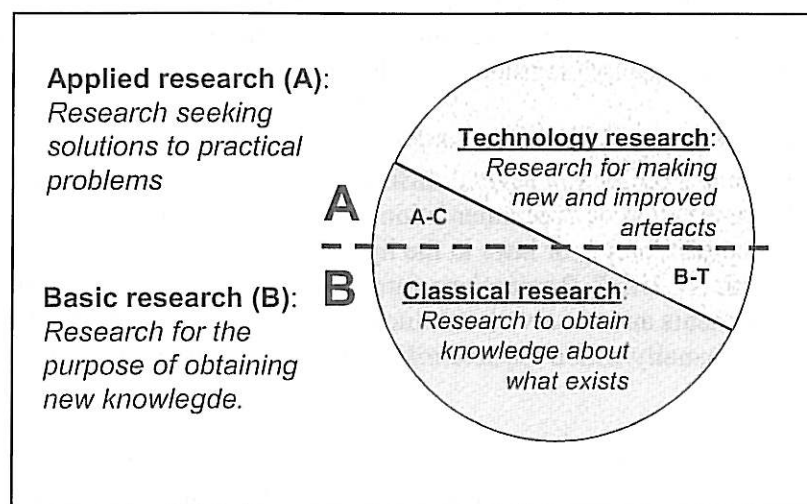 Applied research (A):
Research seeking
solutions to practical
problems
A
B
Basic research (B):
Research for the
purpose of obtaining
new knowlegde.
Technology research:
Research for making
new and improved
artefacts
A-C
B-T
Classical research:
Research to obtain
knowledge about
what exists